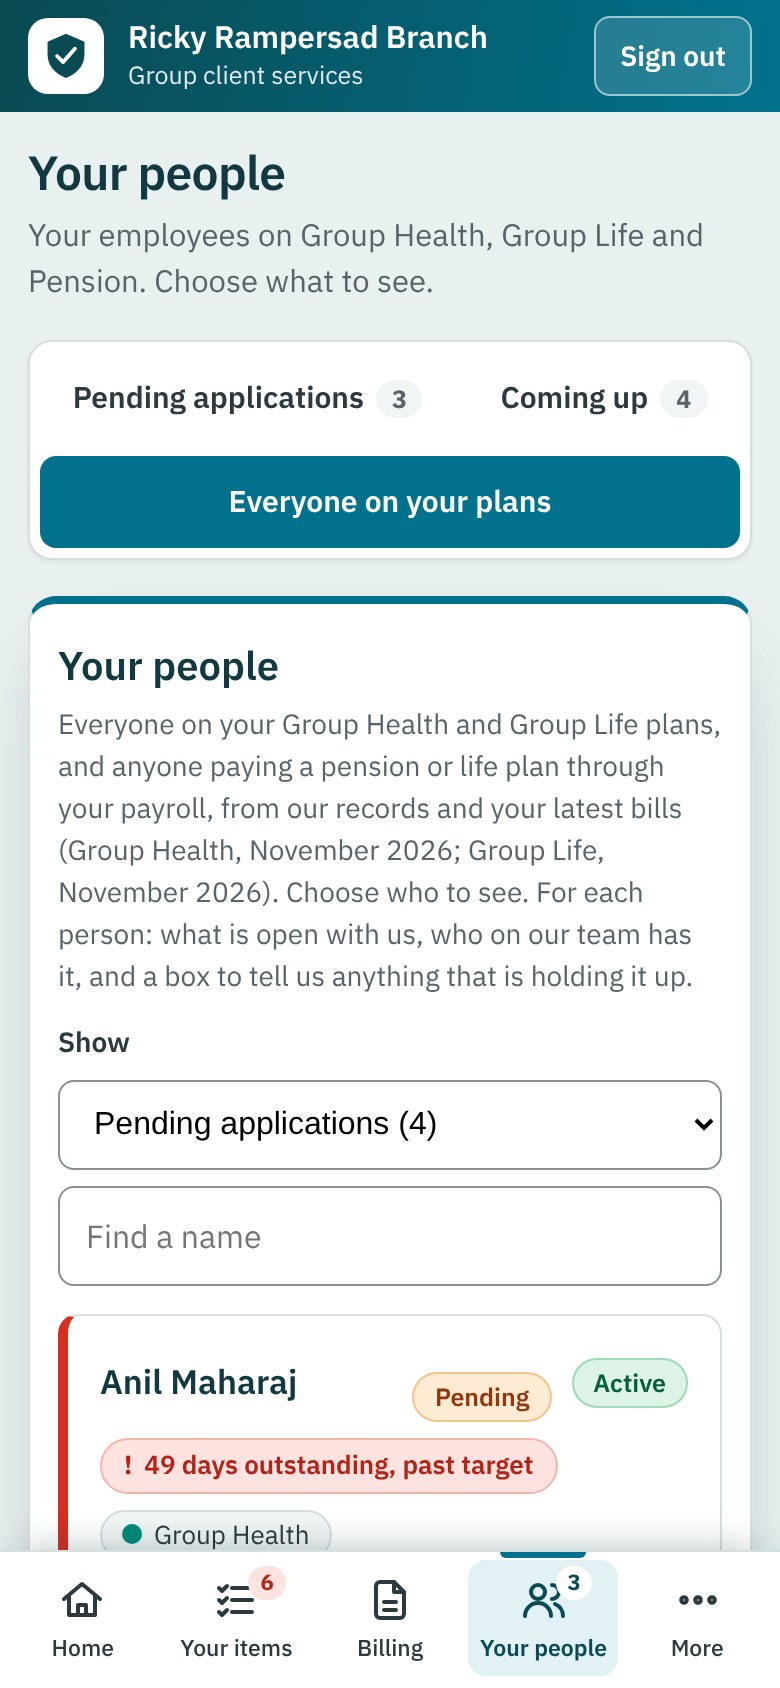 Ricky Rampersad Branch
Group client services
Sign out
Your people
Your employees on Group Health, Group Life and
Pension. Choose what to see.
Pending applications 3
Coming up 4
Everyone on your plans
Your people
Everyone on your Group Health and Group Life plans,
and anyone paying a pension or life plan through
your payroll, from our records and your latest bills
(Group Health, November 2026; Group Life,
November 2026). Choose who to see. For each
person: what is open with us, who on our team has
it, and a box to tell us anything that is holding it up.
Show
Pending applications (4)
Find a name
Anil Maharaj
Pending
Active
! 49 days outstanding, past target
Group Health
6
3
Home
Your items
Billing
Your people
More